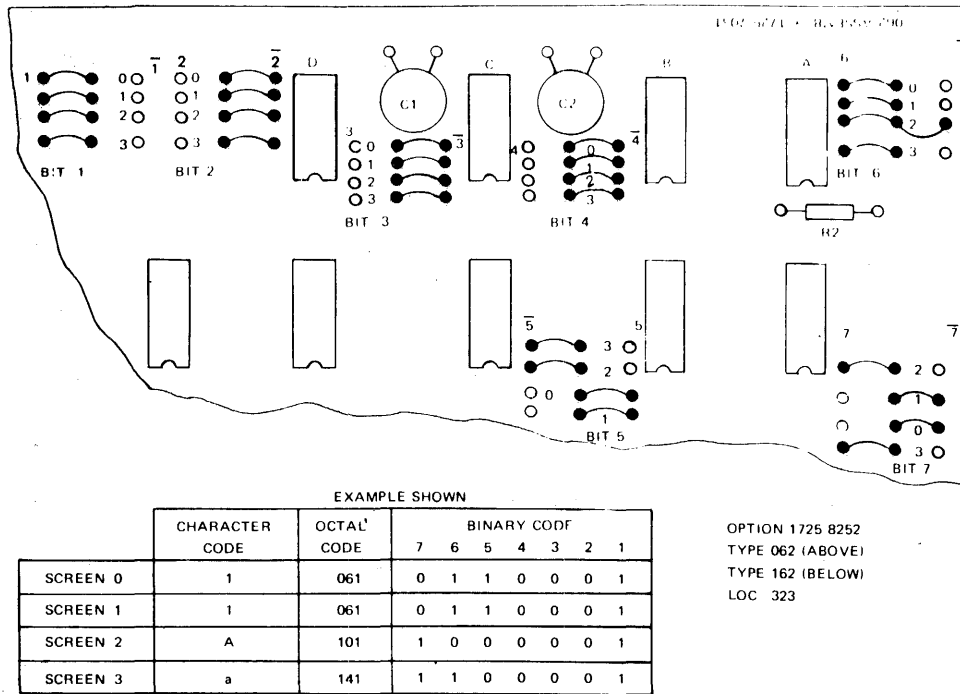 1 0 1̅ 2 0 2̅ D C B A 6 0
1 1 1
2 2 2
3 3 3
BIT 1 BIT 2 BIT 6
C1 C2
3 0 3̅ 4 0 4̅
1 1
2 2
3 3
BIT 3 BIT 4
R2
5̅ 3 5 7 7̅
2 2
0 1
1 0
BIT 5 3
BIT 7
EXAMPLE SHOWN
CHARACTER CODE OCTAL CODE BINARY CODE
7 6 5 4 3 2 1
SCREEN 0 1 061 0 1 1 0 0 0 1
SCREEN 1 1 061 0 1 1 0 0 0 1
SCREEN 2 A 101 1 0 0 0 0 0 1
SCREEN 3 a 141 1 1 0 0 0 0 1
OPTION 1725 8252
TYPE 062 (ABOVE)
TYPE 162 (BELOW)
LOC 323